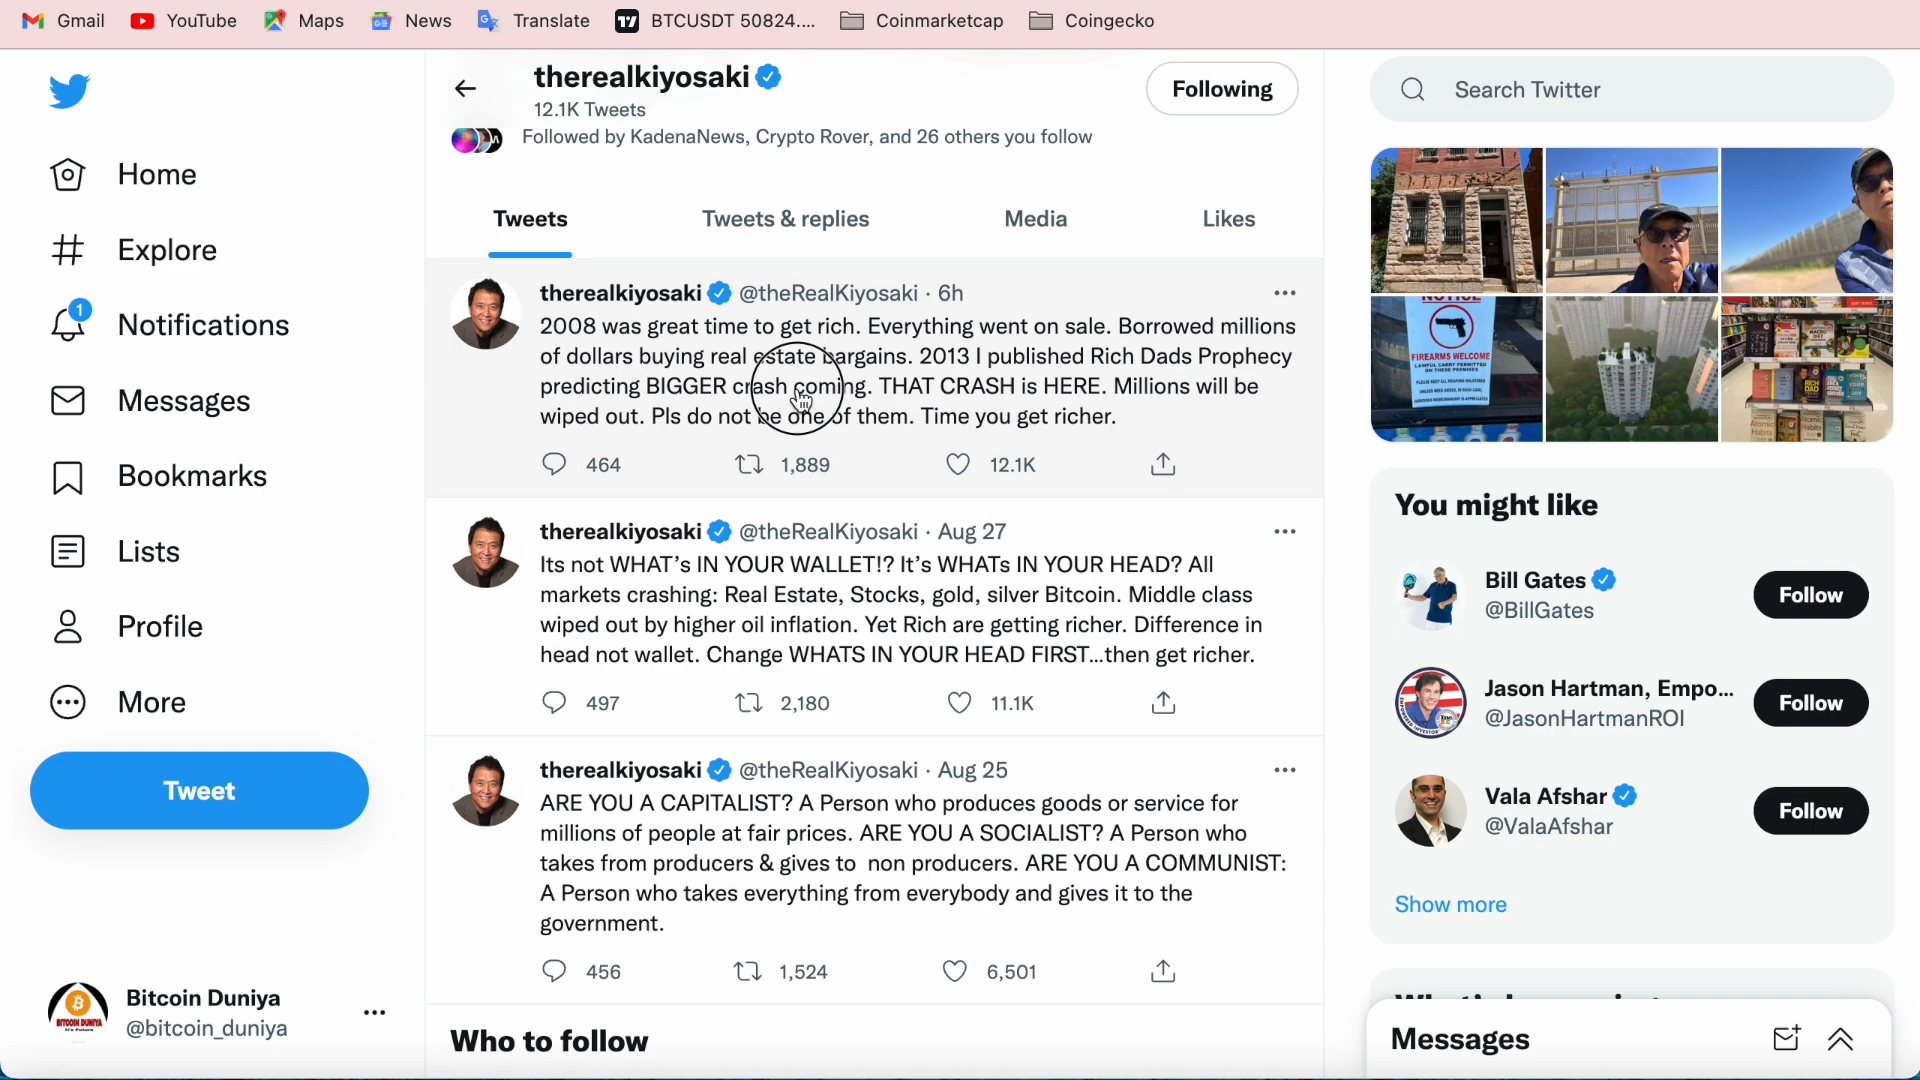 Gmail
YouTube
Maps
News
Translate
BTCUSDT 50824....
Coinmarketcap
Coingecko
Home
Explore
1
Notifications
Messages
Bookmarks
Lists
Profile
More
Tweet
Bitcoin Duniya
@bitcoin_duniya
BITCOIN DUNIYA
therealkiyosaki
12.1K Tweets
Following
Followed by KadenaNews, Crypto Rover, and 26 others you follow
Tweets
Tweets & replies
Media
Likes
therealkiyosaki @theRealKiyosaki · 6h
2008 was great time to get rich. Everything went on sale. Borrowed millions
of dollars buying real estate bargains. 2013 I published Rich Dads Prophecy
predicting BIGGER crash coming. THAT CRASH is HERE. Millions will be
wiped out. Pls do not be one of them. Time you get richer.
464
1,889
12.1K
therealkiyosaki @theRealKiyosaki · Aug 27
Its not WHAT’s IN YOUR WALLET!? It’s WHATs IN YOUR HEAD? All
markets crashing: Real Estate, Stocks, gold, silver Bitcoin. Middle class
wiped out by higher oil inflation. Yet Rich are getting richer. Difference in
head not wallet. Change WHATS IN YOUR HEAD FIRST...then get richer.
497
2,180
11.1K
therealkiyosaki @theRealKiyosaki · Aug 25
ARE YOU A CAPITALIST? A Person who produces goods or service for
millions of people at fair prices. ARE YOU A SOCIALIST? A Person who
takes from producers & gives to non producers. ARE YOU A COMMUNIST:
A Person who takes everything from everybody and gives it to the
government.
456
1,524
6,501
Who to follow
Search Twitter
NOTICE
FIREARMS WELCOME
RICH DAD
Atomic Habits
You might like
Bill Gates
@BillGates
Follow
Jason Hartman, Empo...
@JasonHartmanROI
Follow
Vala Afshar
@ValaAfshar
Follow
Show more
Messages